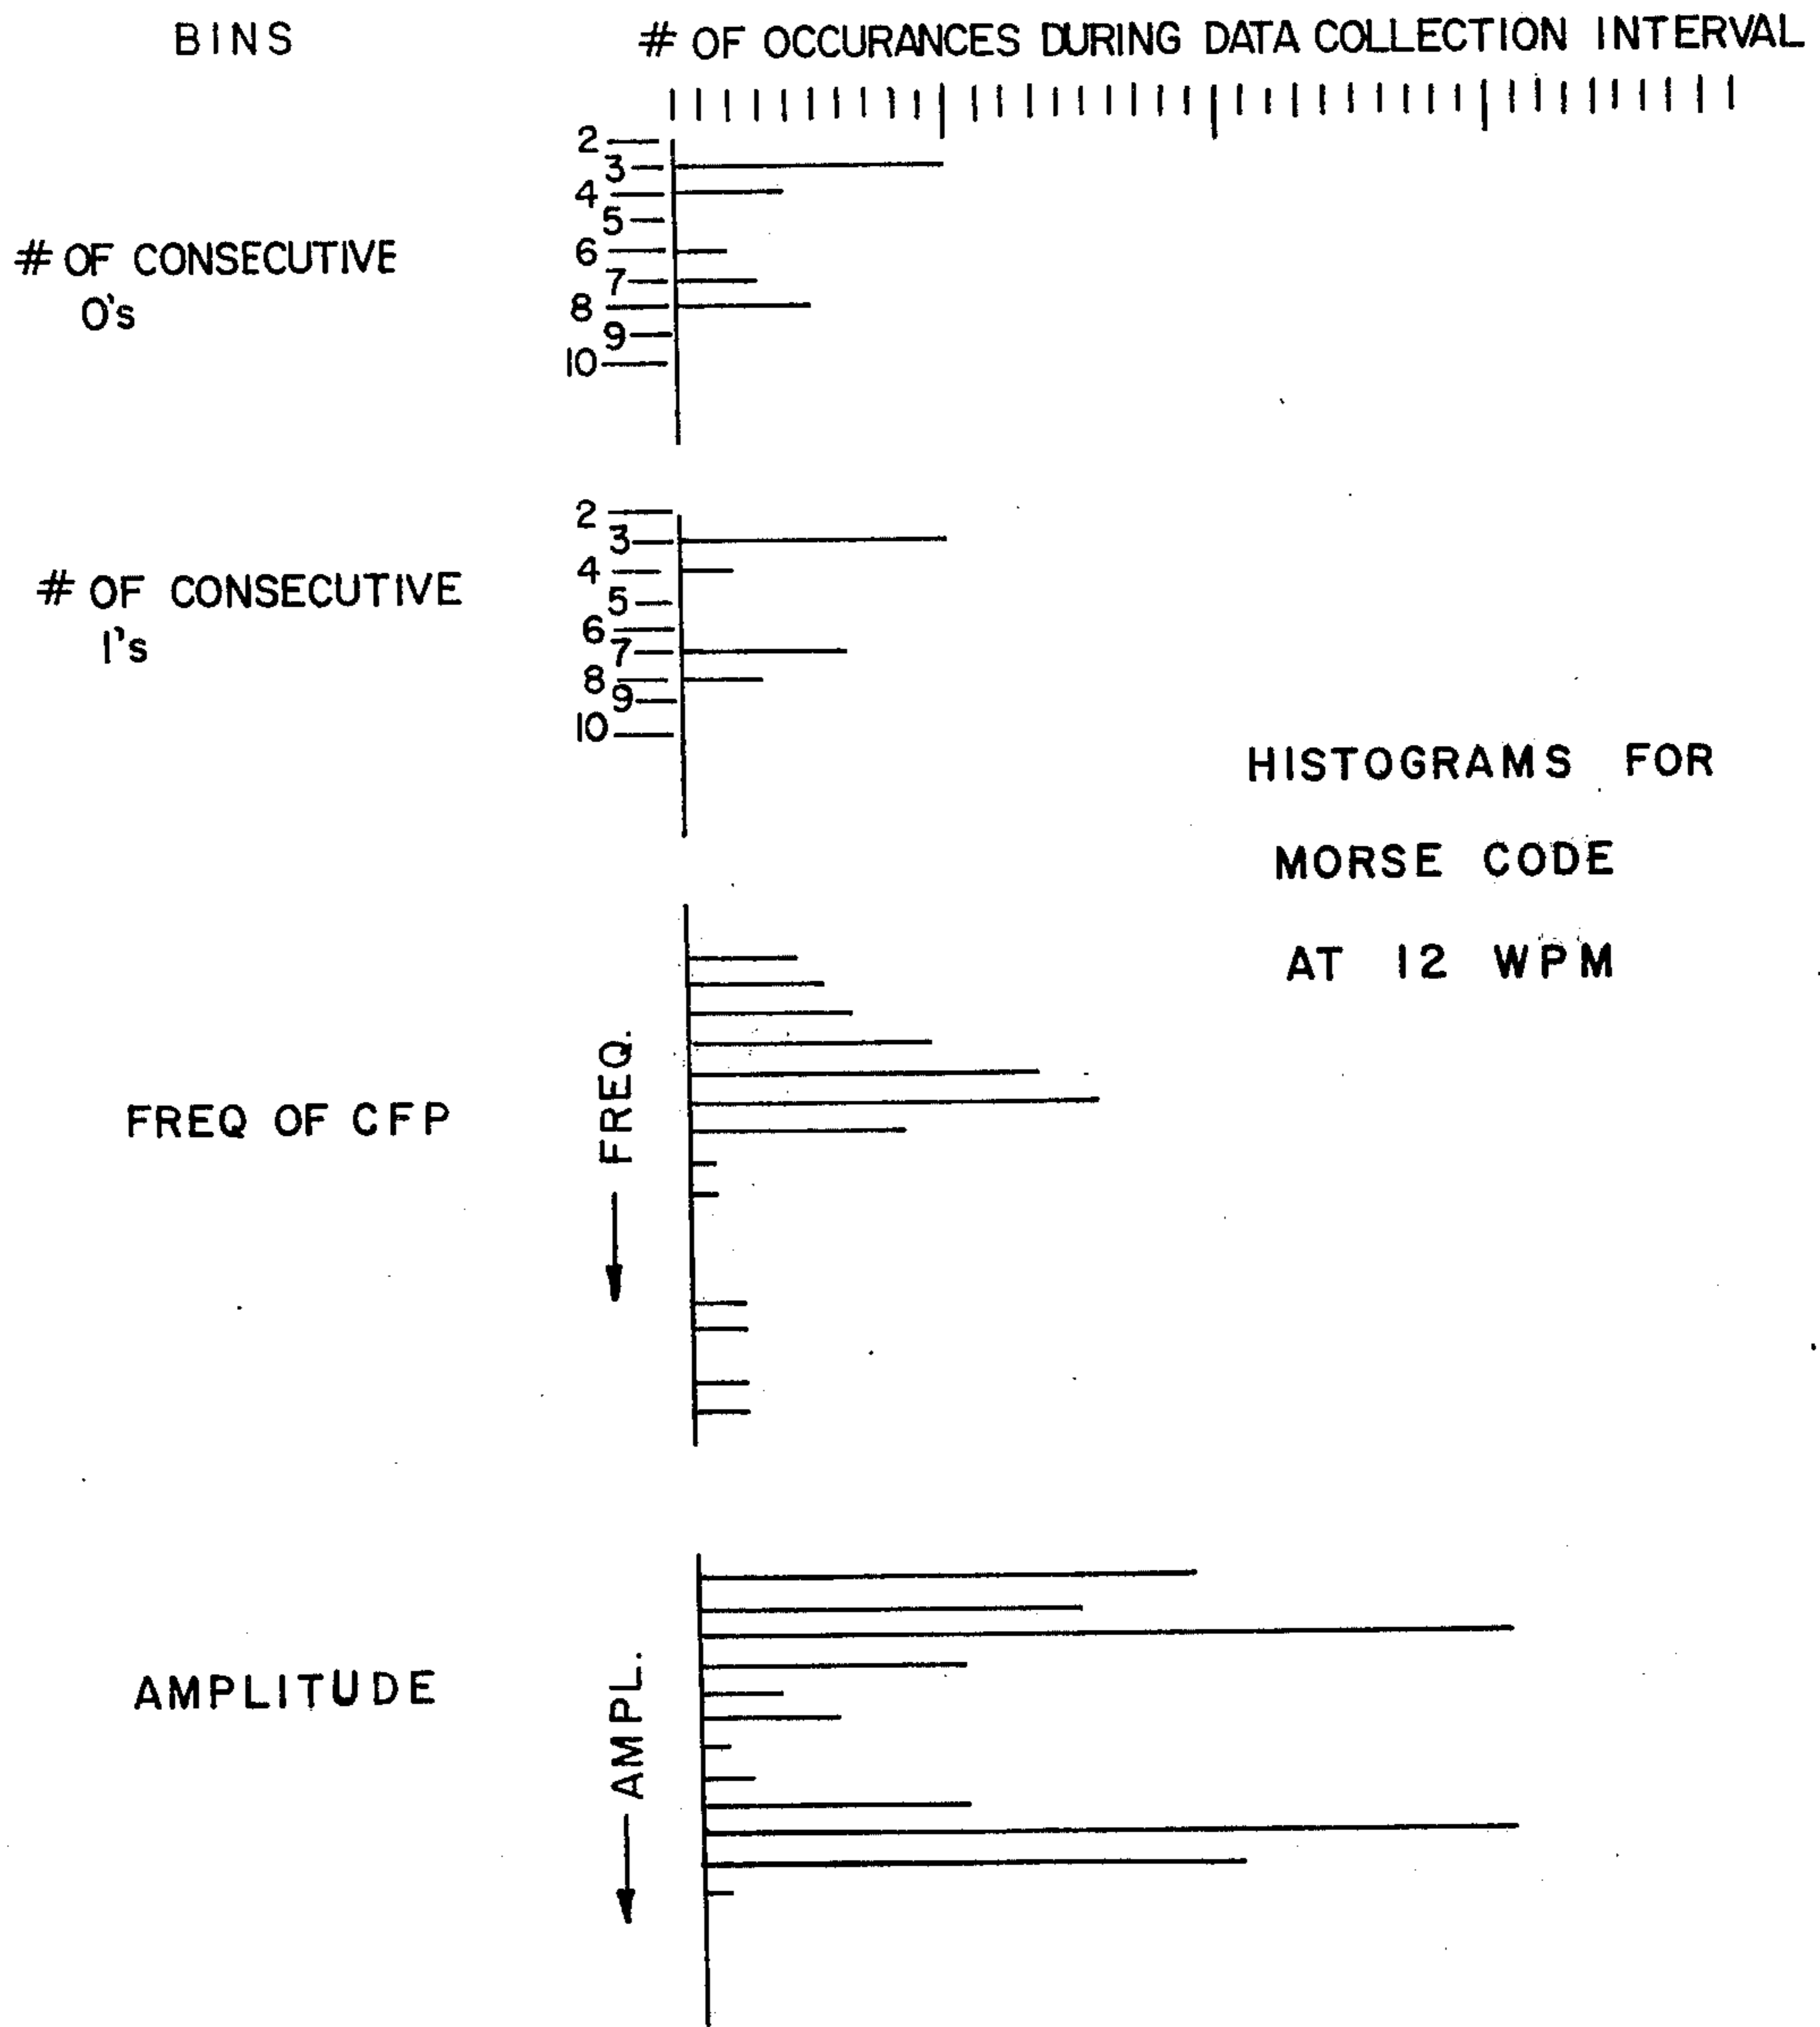 BINS
# OF OCCURANCES DURING DATA COLLECTION INTERVAL
# OF CONSECUTIVE
0's
2
3
4
5
6
7
8
9
10
# OF CONSECUTIVE
1's
2
3
4
5
6
7
8
9
10
HISTOGRAMS FOR
MORSE CODE
AT 12 WPM
FREQ OF CFP
FREQ.
AMPLITUDE
AMPL.